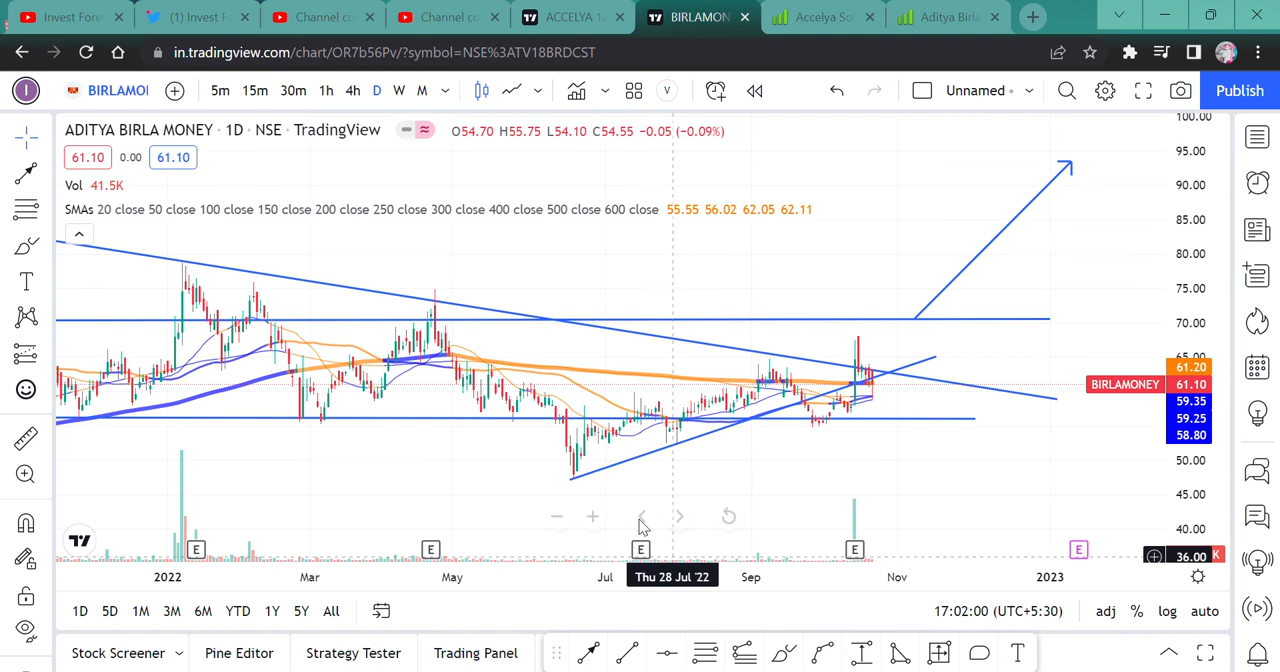 Invest Fore
(1) Invest F
Channel co
Channel co
ACCELYA 1
BIRLAMON
Accelya Sol
Aditya Birla
in.tradingview.com/chart/OR7b56Pv/?symbol=NSE%3ATV18BRDCST
I
BIRLAMOI
5m 15m 30m 1h 4h D W M
V
Unnamed
Publish
ADITYA BIRLA MONEY · 1D · NSE · TradingView
O54.70 H55.75 L54.10 C54.55 −0.05 (−0.09%)
61.10 0.00 61.10
Vol 41.5K
SMAs 20 close 50 close 100 close 150 close 200 close 250 close 300 close 400 close 500 close 600 close 55.55 56.02 62.05 62.11
100.00
95.00
90.00
85.00
80.00
75.00
70.00
65.00
61.20
BIRLAMONEY 61.10
59.35
59.25
58.80
50.00
45.00
40.00
36.00 K
E E E E E
2022 Mar May Jul Thu 28 Jul '22 Sep Nov 2023
1D 5D 1M 3M 6M YTD 1Y 5Y All
17:02:00 (UTC+5:30) adj % log auto
Stock Screener Pine Editor Strategy Tester Trading Panel